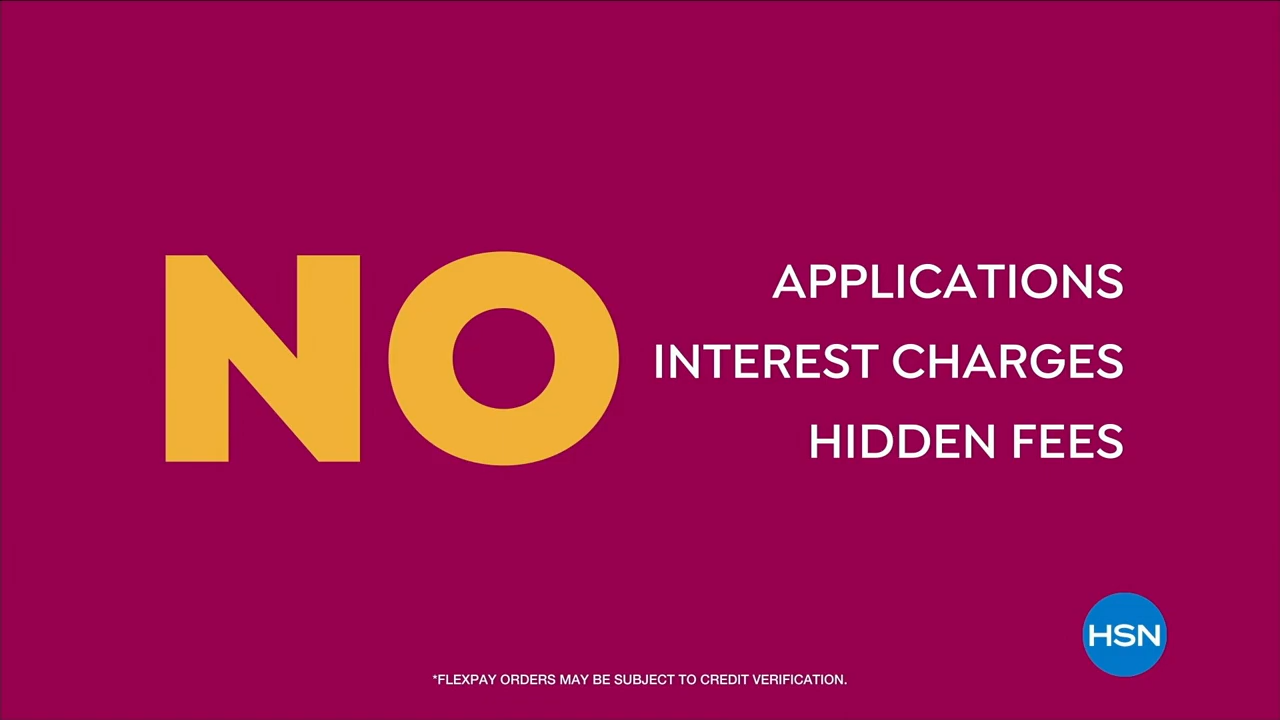 NO
APPLICATIONS
INTEREST CHARGES
HIDDEN FEES
HSN
*FLEXPAY ORDERS MAY BE SUBJECT TO CREDIT VERIFICATION.